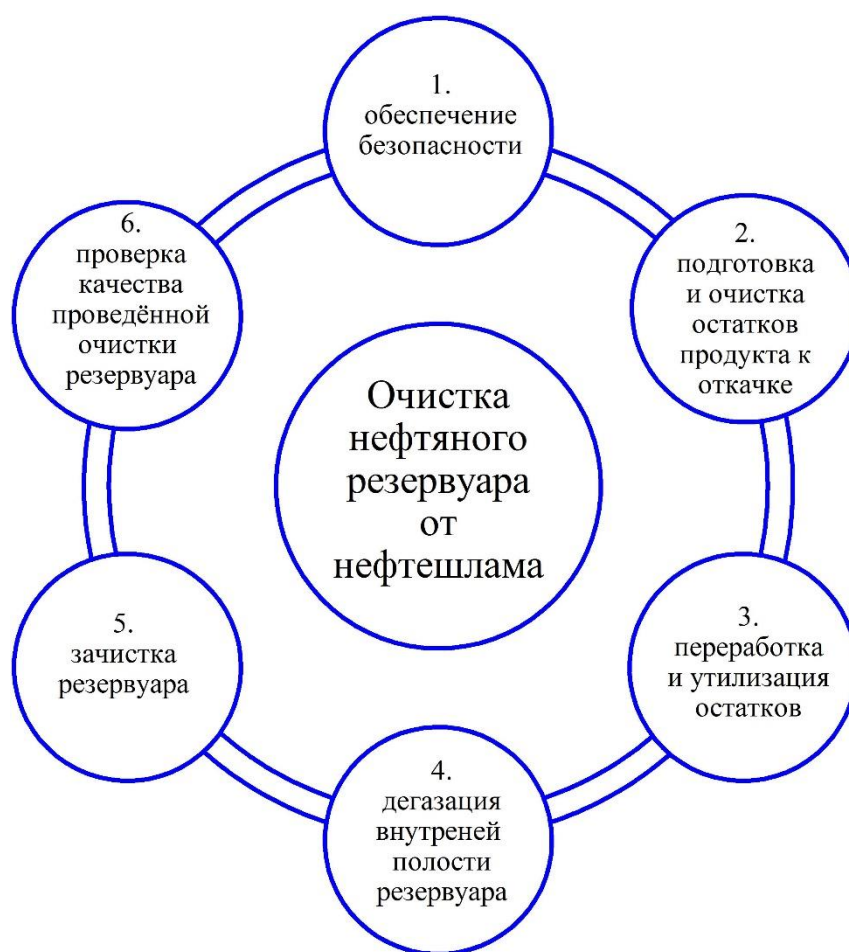 1.
обеспечение
безопасности
2.
подготовка
и очистка
остатков
продукта к
откачке
3.
переработка
и утилизация
остатков
4.
дегазация
внутреней
полости
резервуара
5.
зачистка
резервуара
6.
проверка
качества
проведённой
очистки
резервуара
Очистка
нефтяного
резервуара
от
нефтешлама